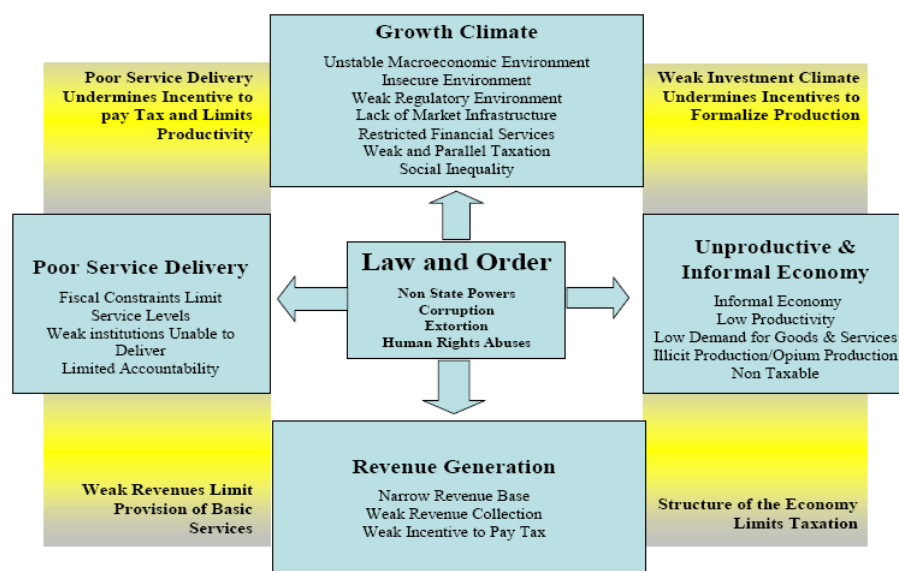 Growth Climate
Unstable Macroeconomic Environment
Insecure Environment
Weak Regulatory Environment
Lack of Market Infrastructure
Restricted Financial Services
Weak and Parallel Taxation
Social Inequality
Poor Service Delivery
Undermines Incentive to
pay Tax and Limits
Productivity
Weak Investment Climate
Undermines Incentives to
Formalize Production
Poor Service Delivery
Fiscal Constraints Limit
Service Levels
Weak institutions Unable to
Deliver
Limited Accountability
Law and Order
Non State Powers
Corruption
Extortion
Human Rights Abuses
Unproductive &
Informal Economy
Informal Economy
Low Productivity
Low Demand for Goods & Services
Illicit Production/Opium Production
Non Taxable
Weak Revenues Limit
Provision of Basic
Services
Revenue Generation
Narrow Revenue Base
Weak Revenue Collection
Weak Incentive to Pay Tax
Structure of the Economy
Limits Taxation